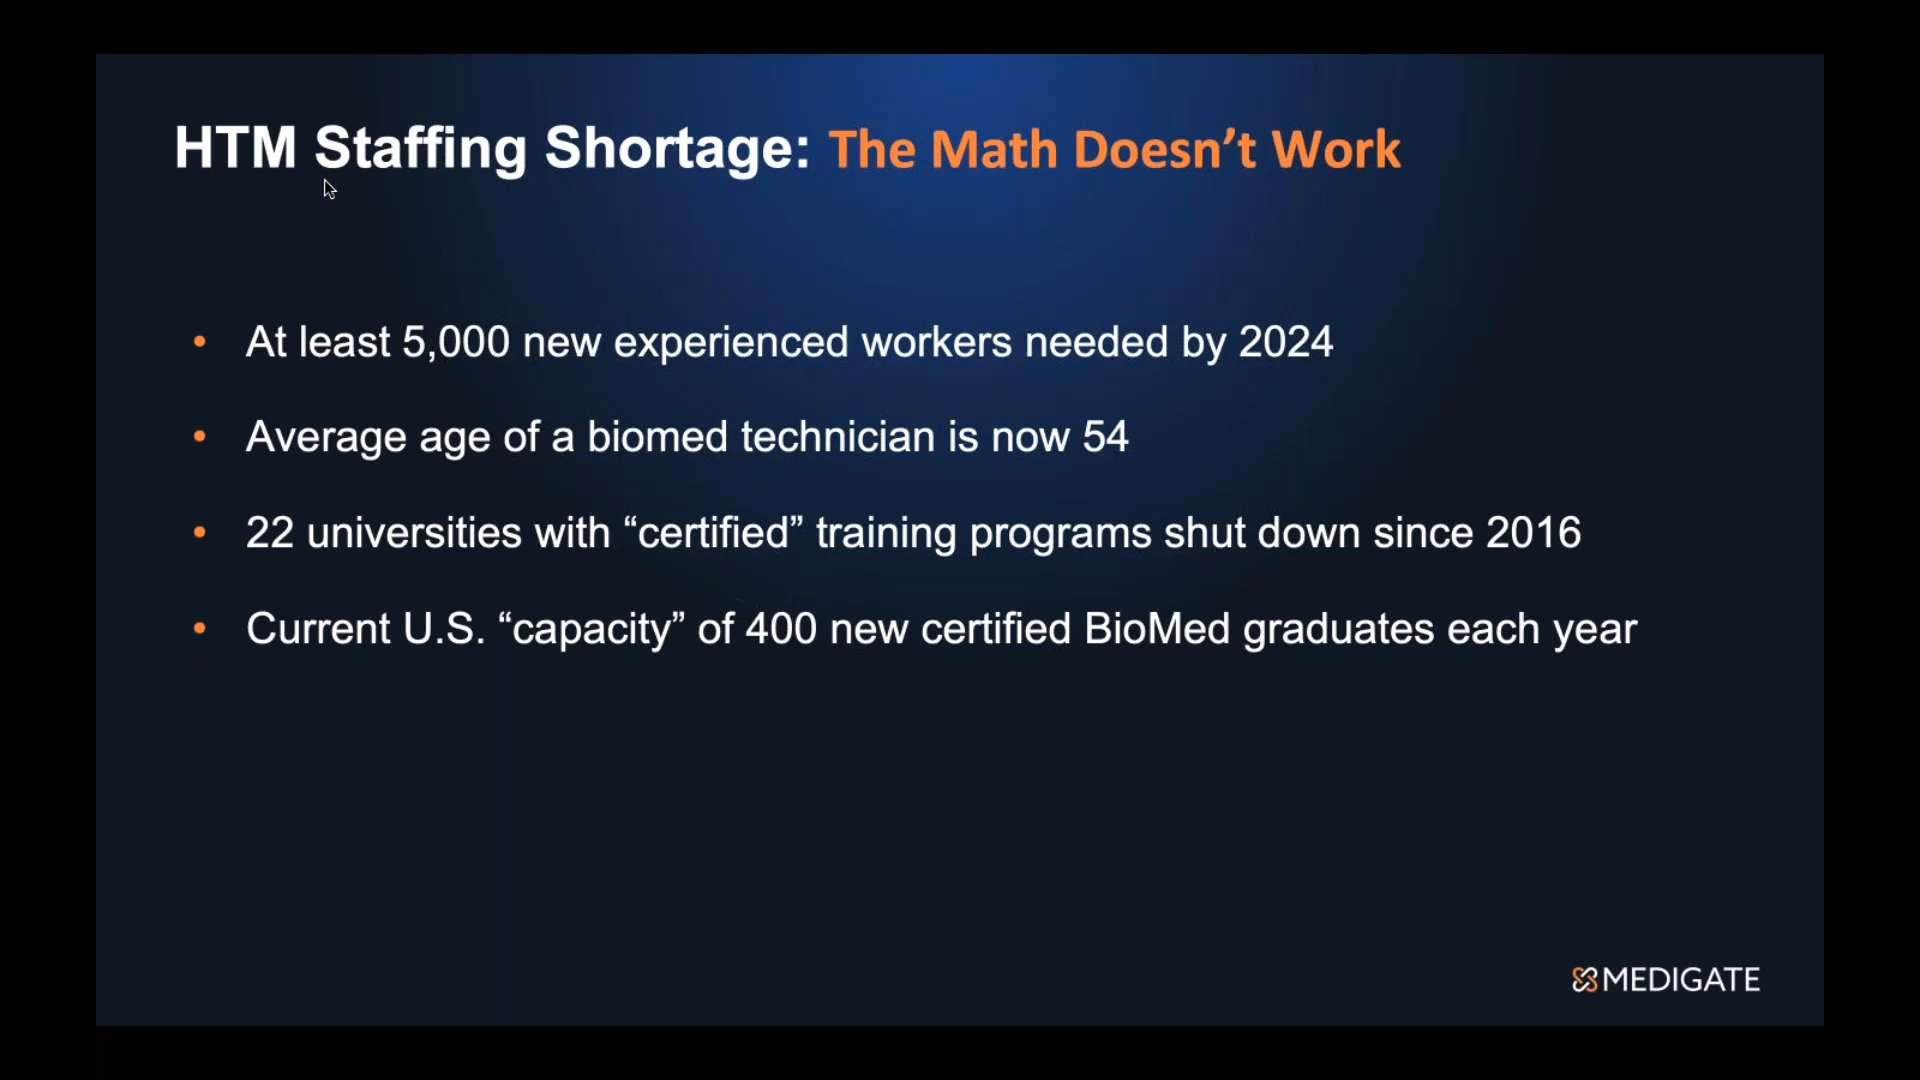 HTM Staffing Shortage: The Math Doesn’t Work
• At least 5,000 new experienced workers needed by 2024
• Average age of a biomed technician is now 54
• 22 universities with “certified” training programs shut down since 2016
• Current U.S. “capacity” of 400 new certified BioMed graduates each year
MEDIGATE